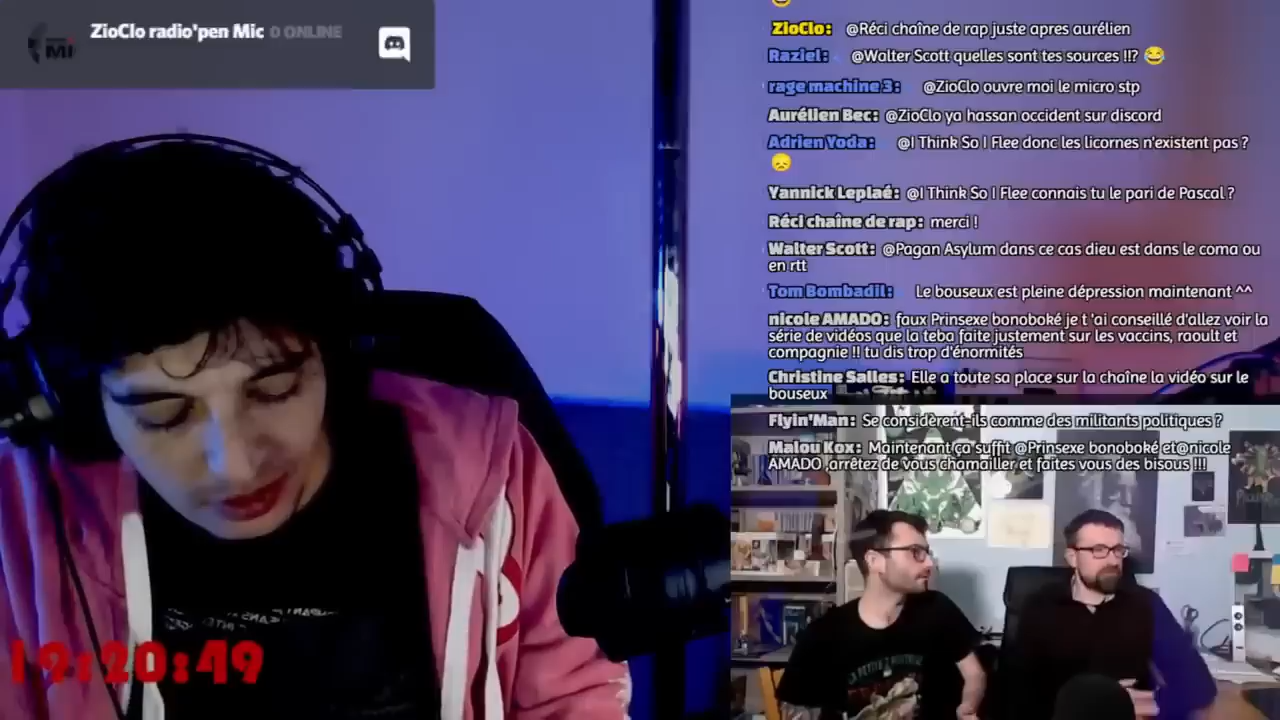 ZioClo radio'pen Mic 0 ONLINE
MI
ZioClo: @Réci chaîne de rap juste apres aurélien
Raziel: @Walter Scott quelles sont tes sources !!? 😂
rage machine 3: @ZioClo ouvre moi le micro stp
Aurélien Bec: @ZioClo ya hassan occident sur discord
Adrien Yoda: @I Think So I Flee donc les licornes n'existent pas ?
😞
Yannick Leplaé: @I Think So I Flee connais tu le pari de Pascal ?
Réci chaîne de rap: merci !
Walter Scott: @Pagan Asylum dans ce cas dieu est dans le coma ou
en rtt
Tom Bombadil: Le bouseux est pleine dépression maintenant ^^
nicole AMADO: faux Prinsexe bonoboké je t 'ai conseillé d'allez voir la
série de vidéos que la teba faite justement sur les vaccins, raoult et
compagnie !! tu dis trop d'énormités
Christine Salles: Elle a toute sa place sur la chaîne la vidéo sur le
bouseux
Flyin'Man: Se considèrent-ils comme des militants politiques ?
Malou Kox: Maintenant ça suffit @Prinsexe bonoboké et@nicole
AMADO ,arrêtez de vous chamailler et faites vous des bisous !!!
19:20:49